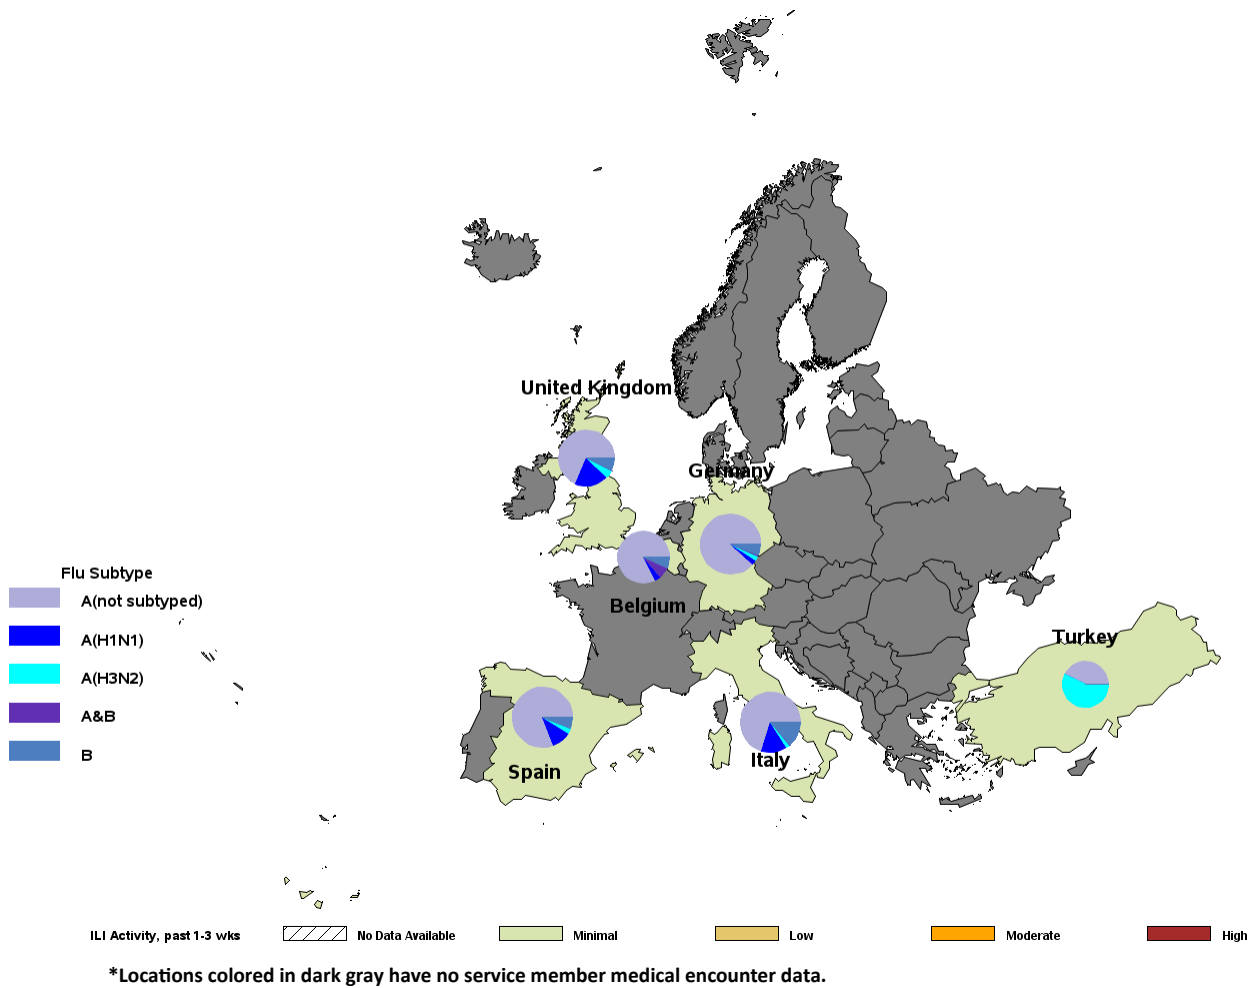 United Kingdom
Germany
Belgium
Flu Subtype
A(not subtyped)
A(H1N1)
A(H3N2)
A&B
B
Turkey
Spain
Italy
ILI Activity, past 1-3 wks
No Data Available
Minimal
Low
Moderate
High
*Locations colored in dark gray have no service member medical encounter data.